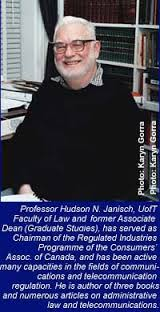 Photo: Karyn Gorra
Photo: Karyn Gorra
Professor Hudson N. Janisch, UofT
Faculty of Law and former Associate
Dean (Graduate Studies), has served as
Chairman of the Regulated Industries
Programme of the Consumers'
Assoc. of Canada, and has been active
many capacities in the fields of communi-
cations and telecommunication
regulation. He is author of three books
and numerous articles on administrative
law and telecommunications.